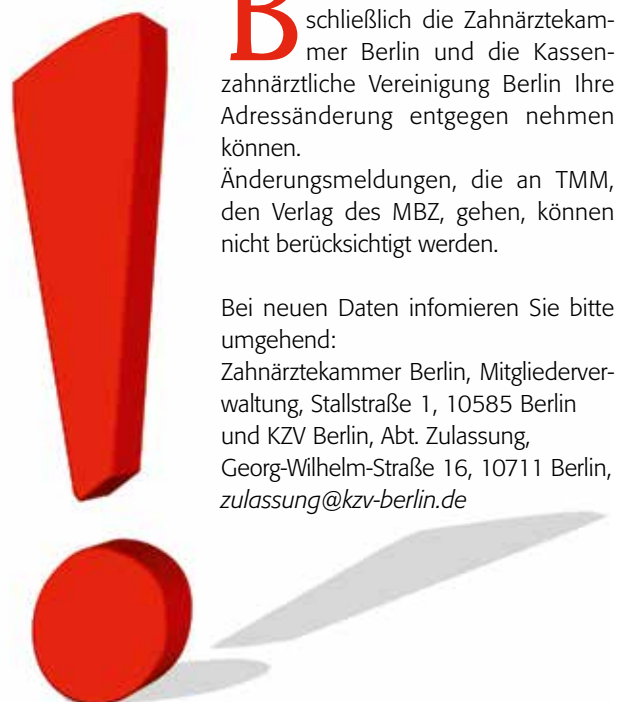 B
schließlich die Zahnärztekam-
mer Berlin und die Kassen-
zahnärztliche Vereinigung Berlin Ihre
Adressänderung entgegen nehmen
können.
Änderungsmeldungen, die an TMM,
den Verlag des MBZ, gehen, können
nicht berücksichtigt werden.
Bei neuen Daten infomieren Sie bitte
umgehend:
Zahnärztekammer Berlin, Mitgliederver-
waltung, Stallstraße 1, 10585 Berlin
und KZV Berlin, Abt. Zulassung,
Georg-Wilhelm-Straße 16, 10711 Berlin,
zulassung@kzv-berlin.de